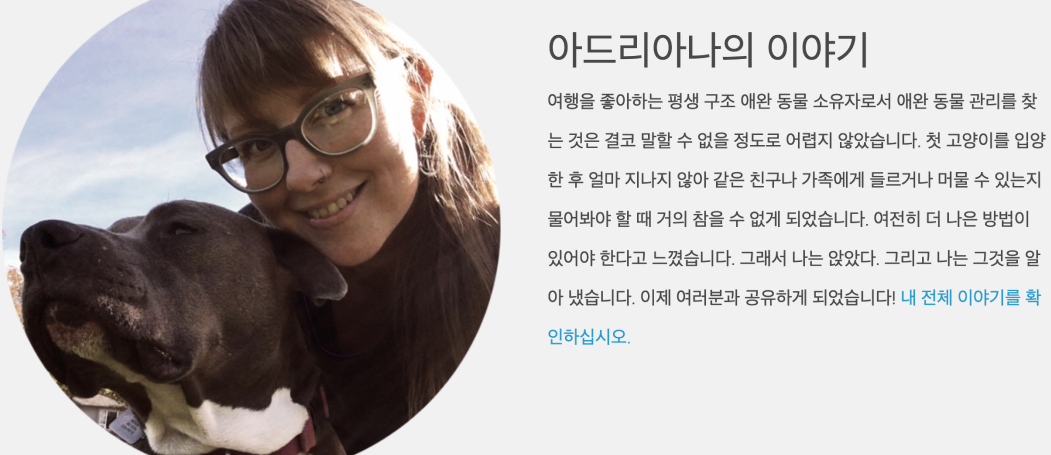 아드리아나의 이야기
여행을 좋아하는 평생 구조 애완 동물 소유자로서 애완 동물 관리를 찾
는 것은 결코 말할 수 없을 정도로 어렵지 않았습니다. 첫 고양이를 입양
한 후 얼마 지나지 않아 같은 친구나 가족에게 들르거나 머물 수 있는지
물어봐야 할 때 거의 참을 수 없게 되었습니다. 여전히 더 나은 방법이
있어야 한다고 느꼈습니다. 그래서 나는 앉았다. 그리고 나는 그것을 알
아 냈습니다. 이제 여러분과 공유하게 되었습니다! 내 전체 이야기를 확
인하십시오.